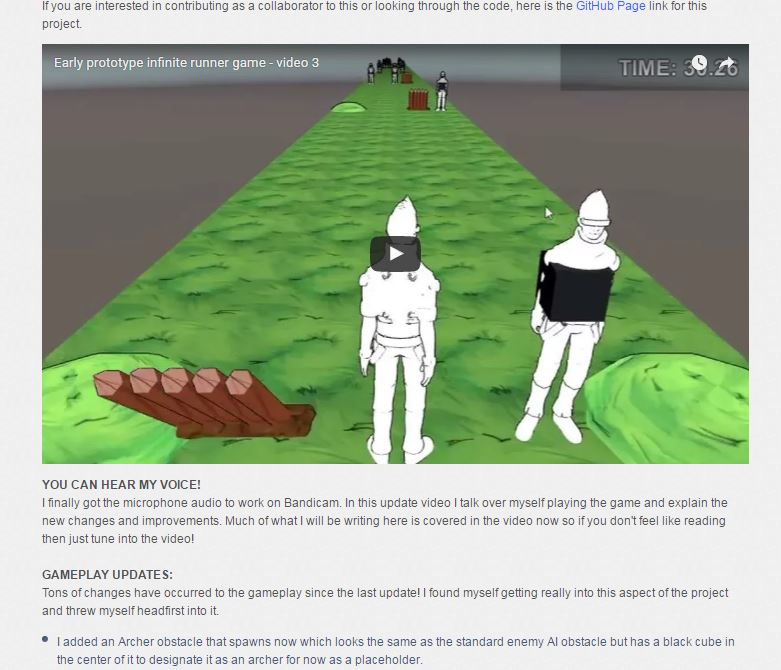 If you are interested in contributing as a collaborator to this or looking through the code, here is the GitHub Page link for this
project.
Early prototype infinite runner game - video 3
TIME: 30.26
YOU CAN HEAR MY VOICE!
I finally got the microphone audio to work on Bandicam. In this update video I talk over myself playing the game and explain the
new changes and improvements. Much of what I will be writing here is covered in the video now so if you don't feel like reading
then just tune into the video!
GAMEPLAY UPDATES:
Tons of changes have occurred to the gameplay since the last update! I found myself getting really into this aspect of the project
and threw myself headfirst into it.
I added an Archer obstacle that spawns now which looks the same as the standard enemy AI obstacle but has a black cube in
the center of it to designate it as an archer for now as a placeholder.